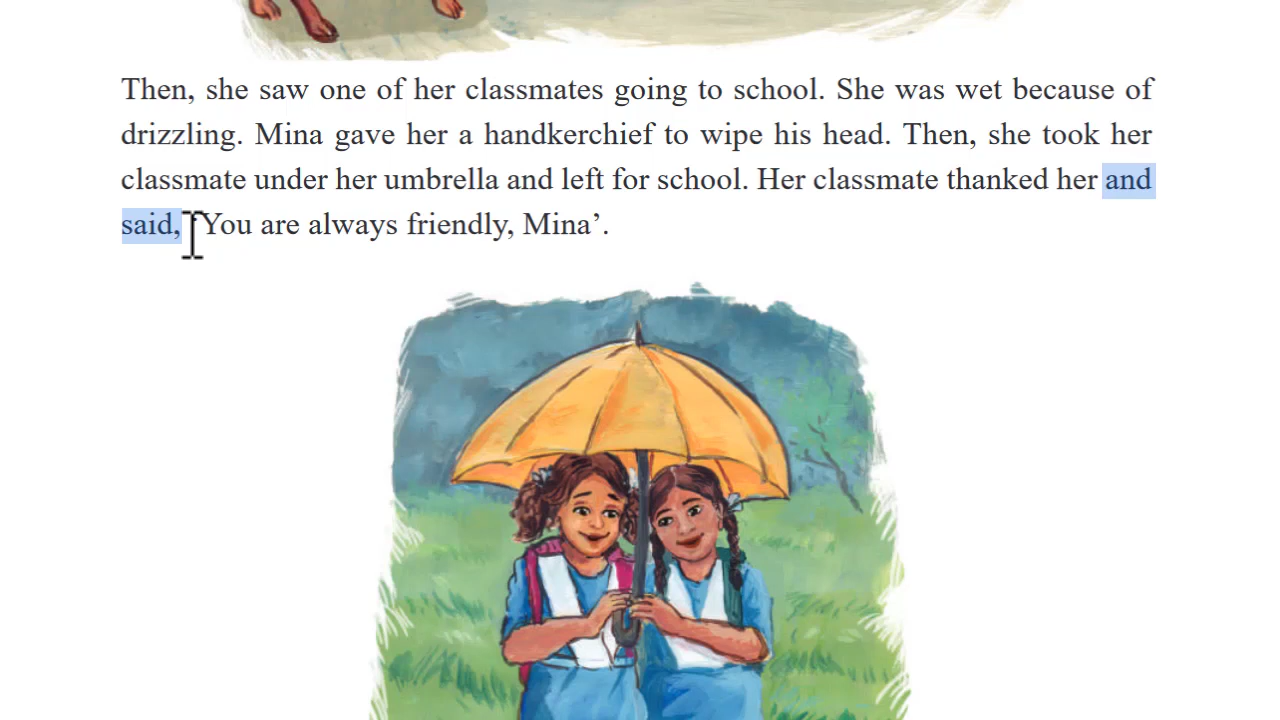 Then, she saw one of her classmates going to school. She was wet because of
drizzling. Mina gave her a handkerchief to wipe his head. Then, she took her
classmate under her umbrella and left for school. Her classmate thanked her and
said, ‘You are always friendly, Mina’.